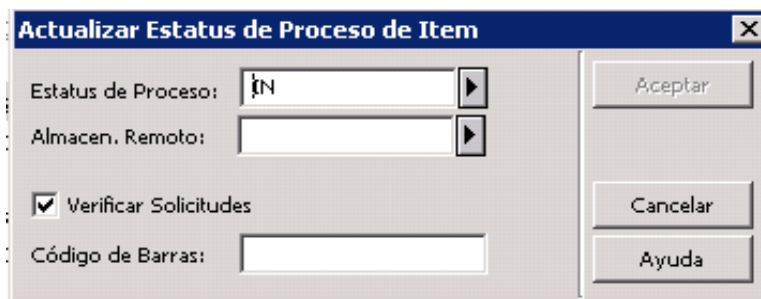 Actualizar Estatus de Proceso de Item
Estatus de Proceso: IN
Aceptar
Almacen. Remoto:
Verificar Solicitudes
Cancelar
Código de Barras:
Ayuda